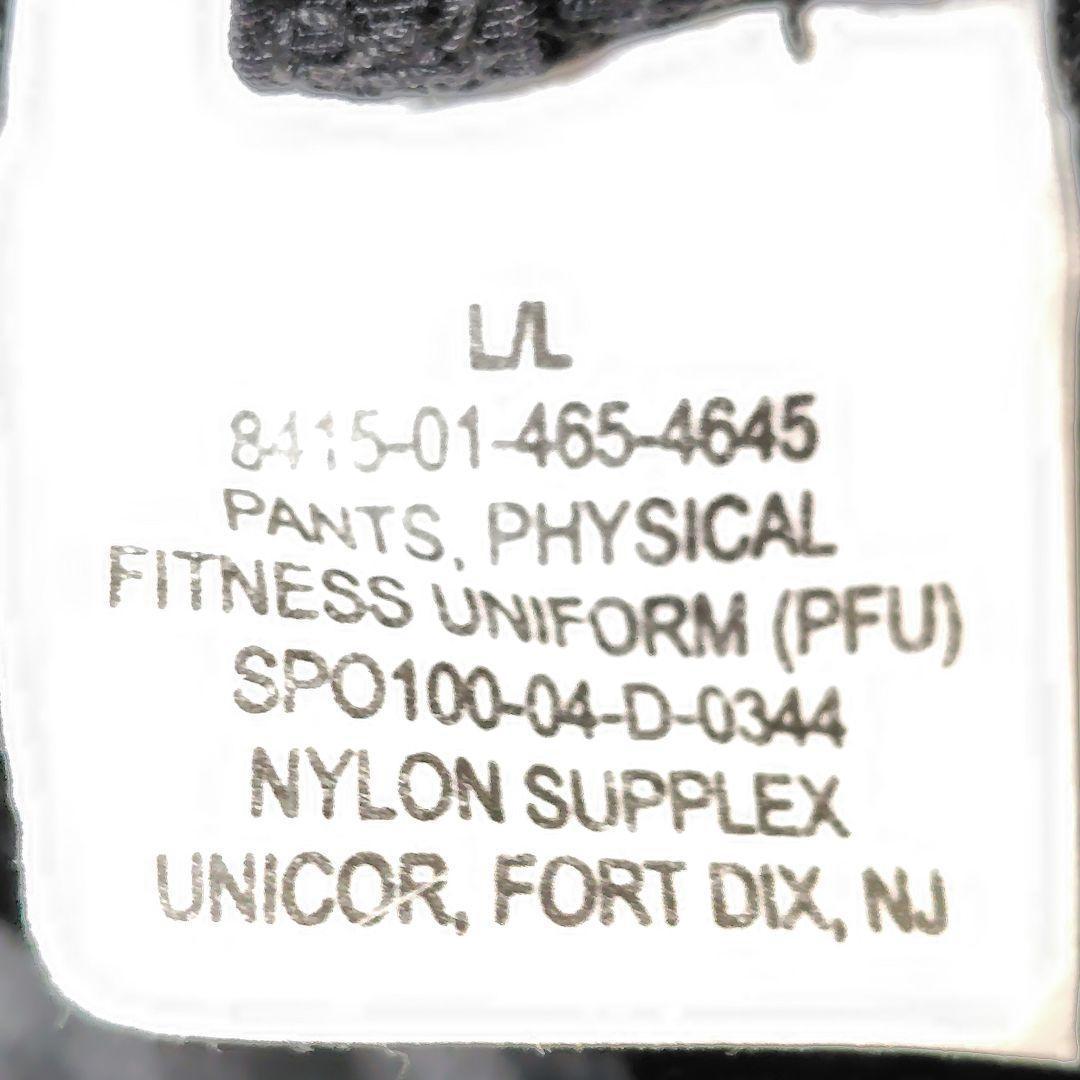 L/L
8415-01-465-4645
PANTS, PHYSICAL
FITNESS UNIFORM (PFU)
SPO100-04-D-0344
NYLON SUPPLEX
UNICOR, FORT DIX, NJ